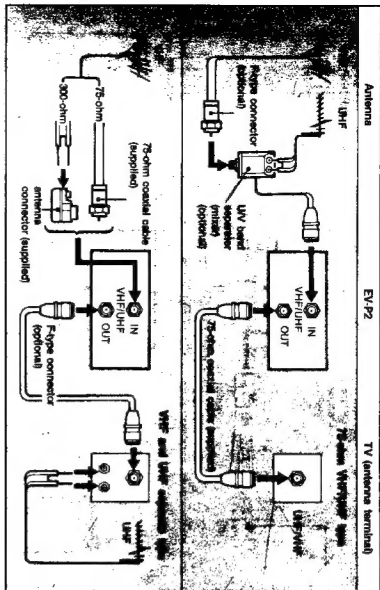 Antenna
EV-P2
TV (antenna terminal)
UHF
F-type connector
(optional)
U/V band
separator
(mixer)
(optional)
IN
VHF/UHF
OUT
75-ohm coaxial cable (supplied)
75-ohm VHF/UHF type
UHF/VHF
75-ohm
300-ohm
75-ohm coaxial cable
(supplied)
antenna
connector (supplied)
IN
VHF/UHF
OUT
F-type connector
(optional)
VHF and UHF
UHF